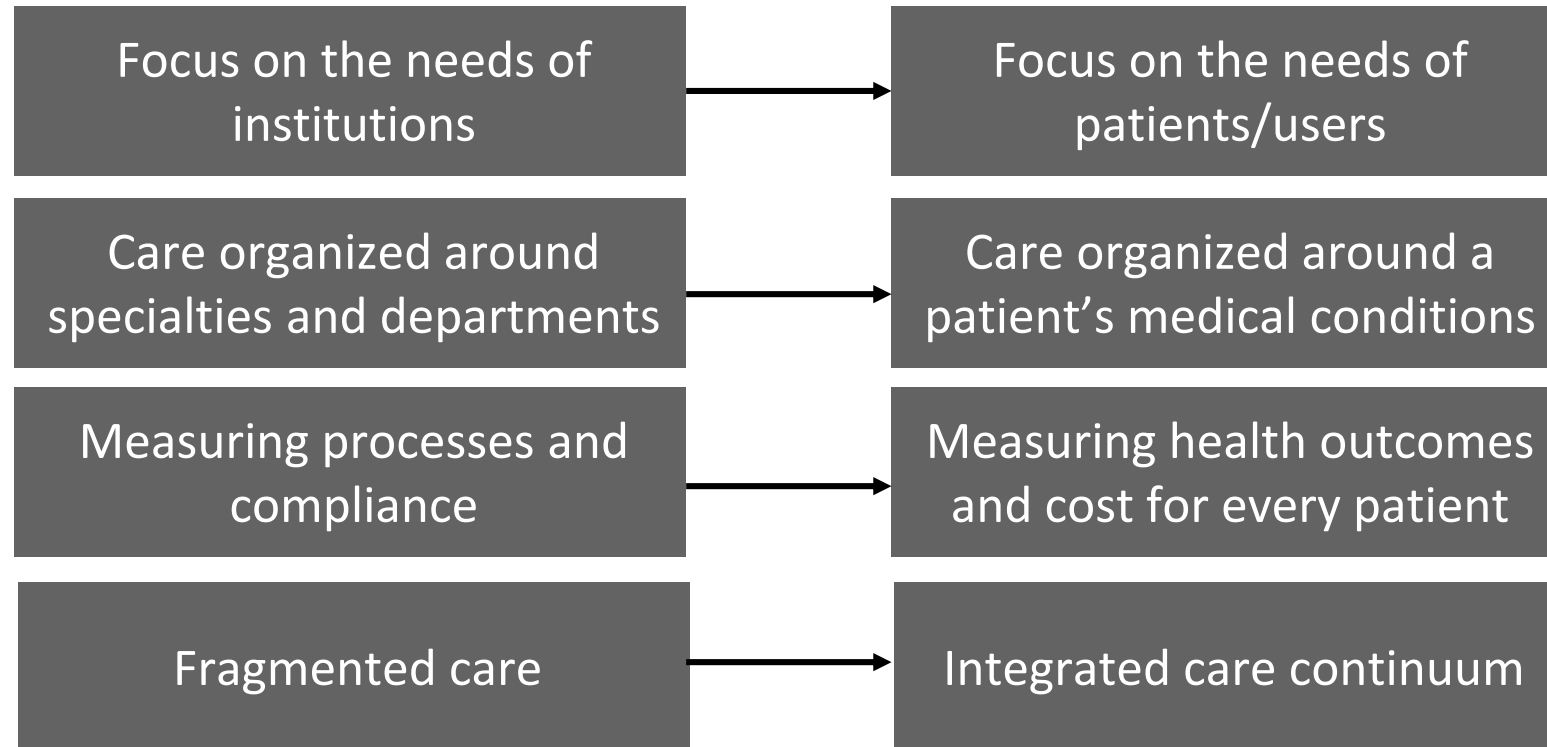 Focus on the needs of
institutions
Focus on the needs of
patients/users
Care organized around
specialties and departments
Care organized around a
patient’s medical conditions
Measuring processes and
compliance
Measuring health outcomes
and cost for every patient
Fragmented care
Integrated care continuum